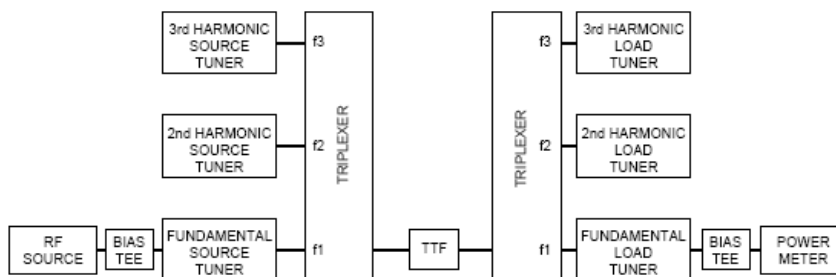 3rd HARMONIC
SOURCE
TUNER
f3
TRIPLEXER
f3
3rd HARMONIC
LOAD
TUNER
2nd HARMONIC
SOURCE
TUNER
f2
TRIPLEXER
f2
2nd HARMONIC
LOAD
TUNER
RF
SOURCE
BIAS
TEE
FUNDAMENTAL
SOURCE
TUNER
f1
TTF
f1
FUNDAMENTAL
LOAD
TUNER
BIAS
TEE
POWER
METER